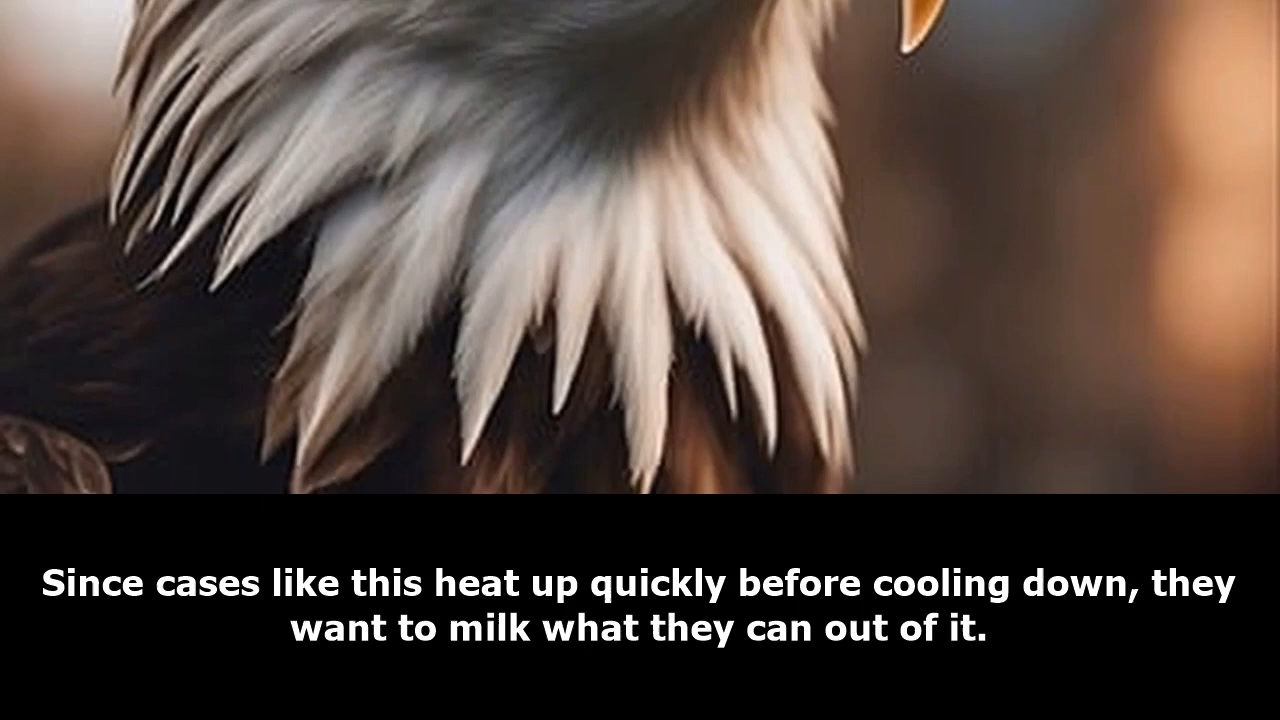 Since cases like this heat up quickly before cooling down, they
want to milk what they can out of it.